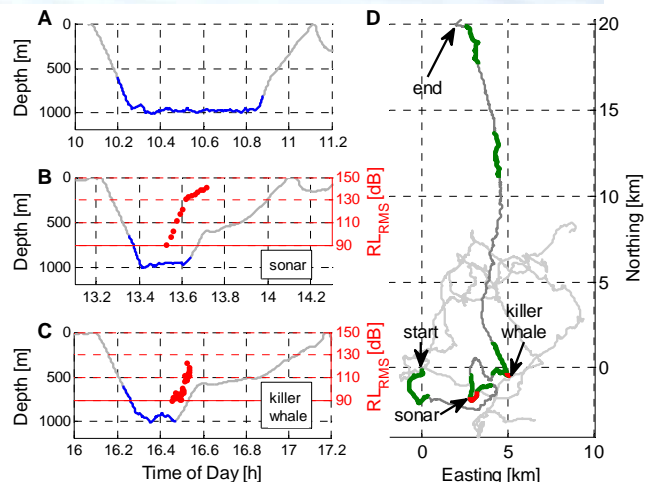 A
0
500
1000
Depth [m]
10 10.2 10.4 10.6 10.8 11 11.2
B
0
500
1000
Depth [m]
150
130
110
90
RL_RMS [dB]
sonar
13.2 13.4 13.6 13.8 14 14.2
C
0
500
1000
Depth [m]
150
130
110
90
RL_RMS [dB]
killer
whale
16 16.2 16.4 16.6 16.8 17 17.2
Time of Day [h]
D
20
15
10
5
0
Northing [km]
end
start
killer
whale
sonar
0 5 10
Easting [km]